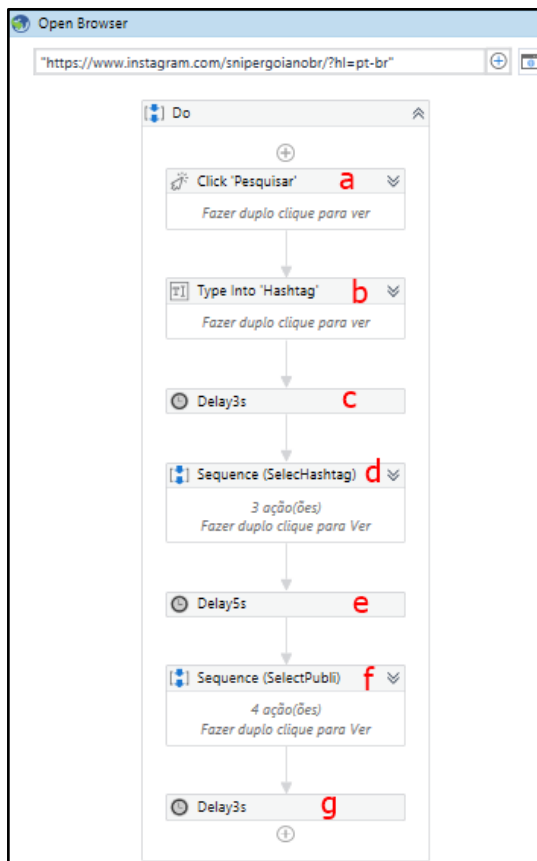 Open Browser
"https://www.instagram.com/snipergoianobr/?hl=pt-br"
Do
Click 'Pesquisar' a
Fazer duplo clique para ver
Type Into 'Hashtag' b
Fazer duplo clique para ver
Delay3s c
Sequence (SelecHashtag) d
3 ação(ões)
Fazer duplo clique para Ver
Delay5s e
Sequence (SelectPubli) f
4 ação(ões)
Fazer duplo clique para Ver
Delay3s g